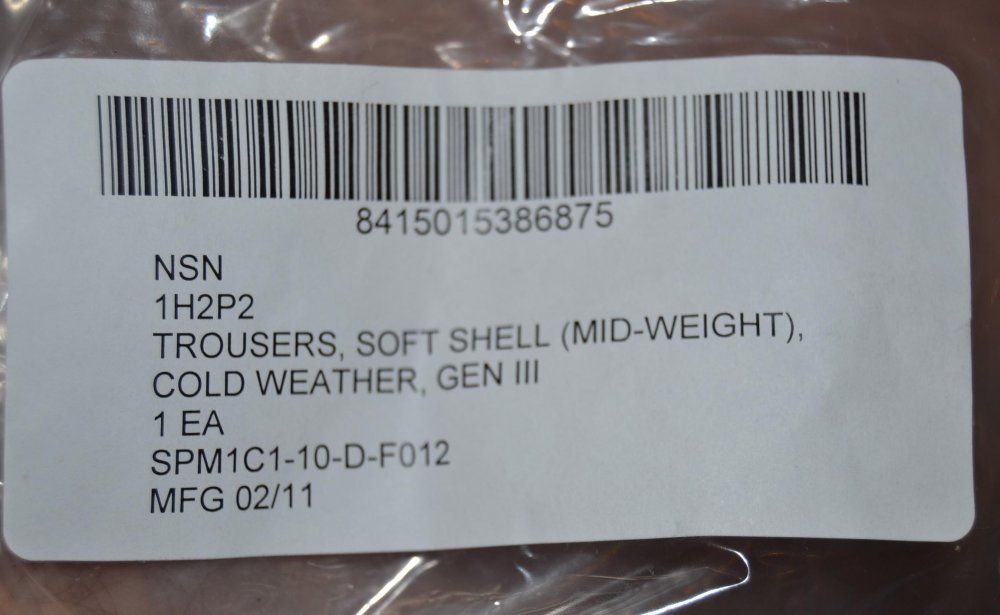 8415015386875
NSN
1H2P2
TROUSERS, SOFT SHELL (MID-WEIGHT),
COLD WEATHER, GEN III
1 EA
SPM1C1-10-D-F012
MFG 02/11